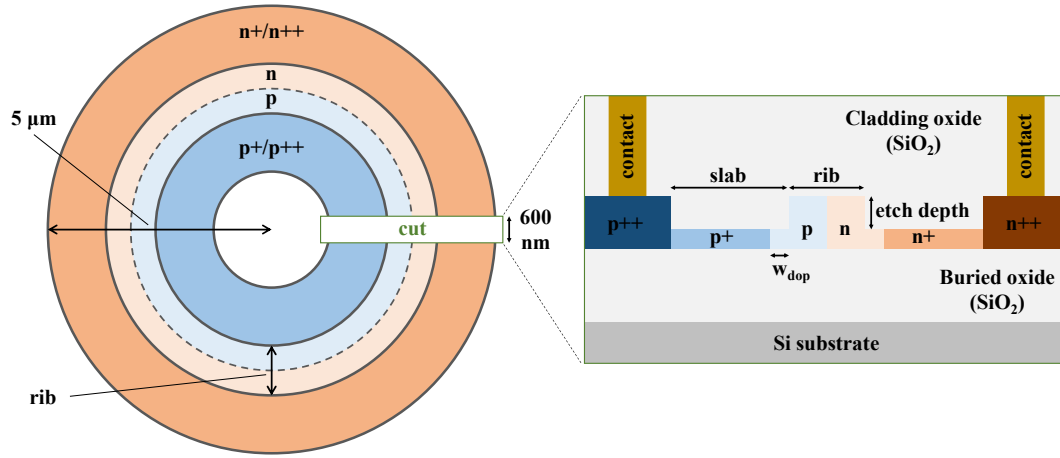 n+/n++
n
p
5 μm
p+/p++
cut
600
nm
rib
Cladding oxide
(SiO2)
contact
contact
slab
rib
etch depth
p++
p+
p
n
n+
n++
wdop
Buried oxide
(SiO2)
Si substrate